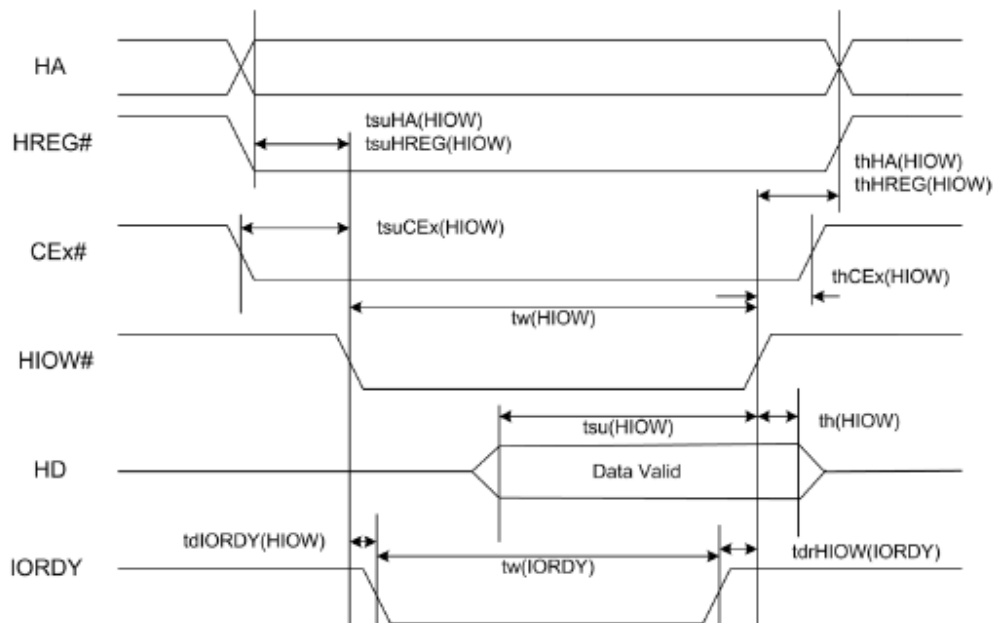 HA
tsuHA(HIOW)
HREG#
tsuHREG(HIOW)
thHA(HIOW)
thHREG(HIOW)
CEx#
tsuCEx(HIOW)
thCEx(HIOW)
tw(HIOW)
HIOW#
tsu(HIOW)
th(HIOW)
HD
Data Valid
tdIORDY(HIOW)
tdrHIOW(IORDY)
IORDY
tw(IORDY)